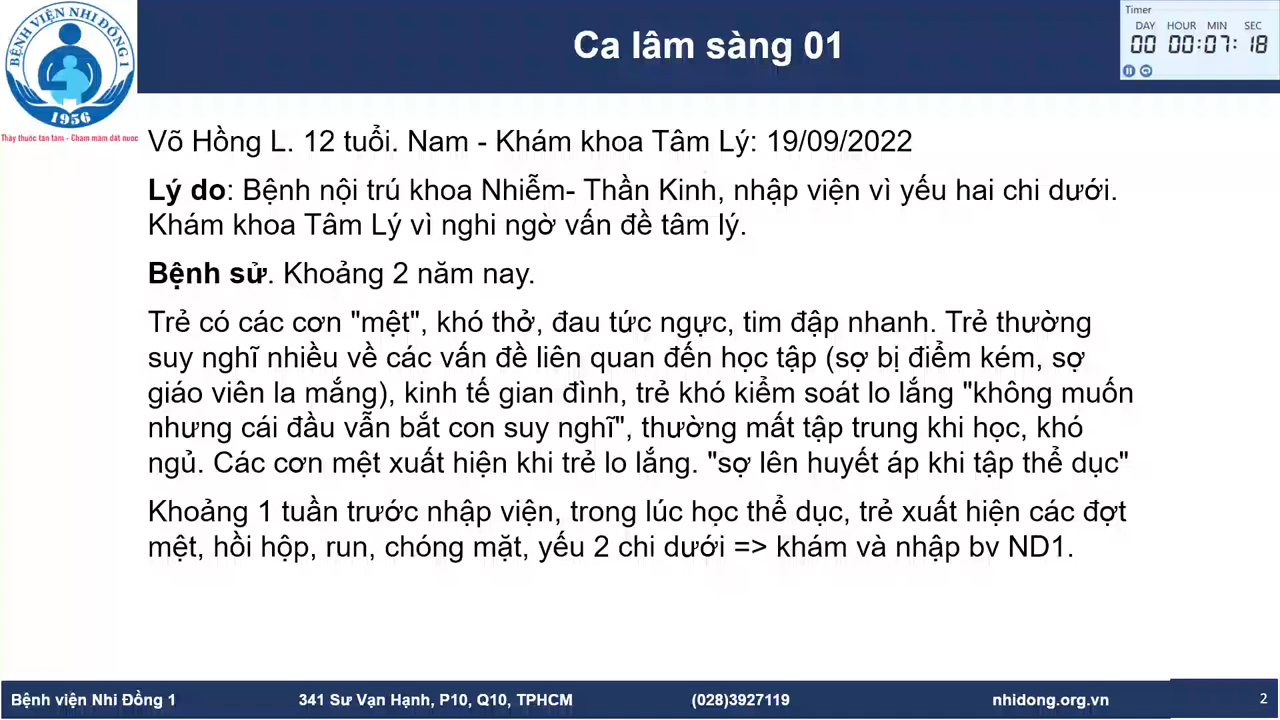 BỆNH VIỆN NHI ĐỒNG 1
1956
Thầy thuốc tận tâm - Chăm mầm đất nước
Ca lâm sàng 01
Timer
DAY HOUR MIN SEC
00 00:07:18
Võ Hồng L. 12 tuổi. Nam - Khám khoa Tâm Lý: 19/09/2022
Lý do: Bệnh nội trú khoa Nhiễm- Thần Kinh, nhập viện vì yếu hai chi dưới.
Khám khoa Tâm Lý vì nghi ngờ vấn đề tâm lý.
Bệnh sử. Khoảng 2 năm nay.
Trẻ có các cơn "mệt", khó thở, đau tức ngực, tim đập nhanh. Trẻ thường
suy nghĩ nhiều về các vấn đề liên quan đến học tập (sợ bị điểm kém, sợ
giáo viên la mắng), kinh tế gian đình, trẻ khó kiểm soát lo lắng "không muốn
nhưng cái đầu vẫn bắt con suy nghĩ", thường mất tập trung khi học, khó
ngủ. Các cơn mệt xuất hiện khi trẻ lo lắng. "sợ lên huyết áp khi tập thể dục"
Khoảng 1 tuần trước nhập viện, trong lúc học thể dục, trẻ xuất hiện các đợt
mệt, hồi hộp, run, chóng mặt, yếu 2 chi dưới => khám và nhập bv ND1.
Bệnh viện Nhi Đồng 1
341 Sư Vạn Hạnh, P10, Q10, TPHCM
(028)3927119
nhidong.org.vn
2